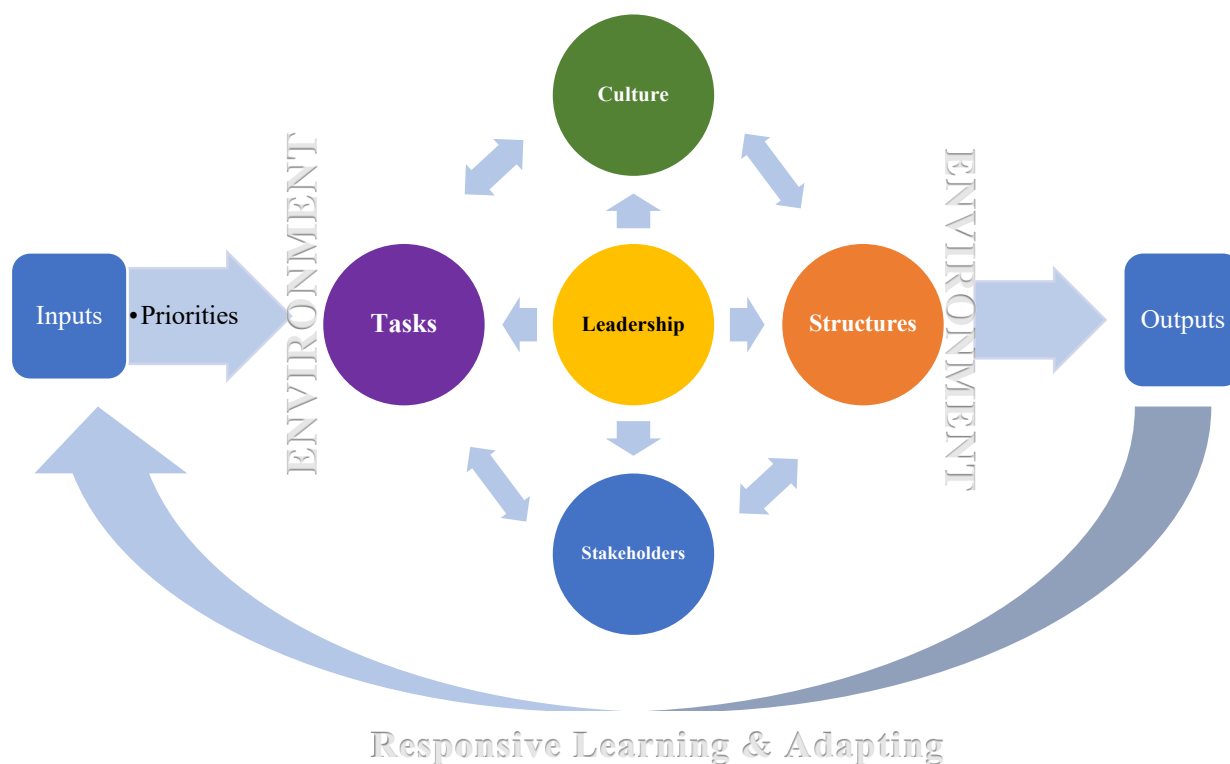 Culture
ENVIRONMENT
ENVIRONMENT
Inputs
•Priorities
Tasks
Leadership
Structures
Outputs
Stakeholders
Responsive Learning & Adapting